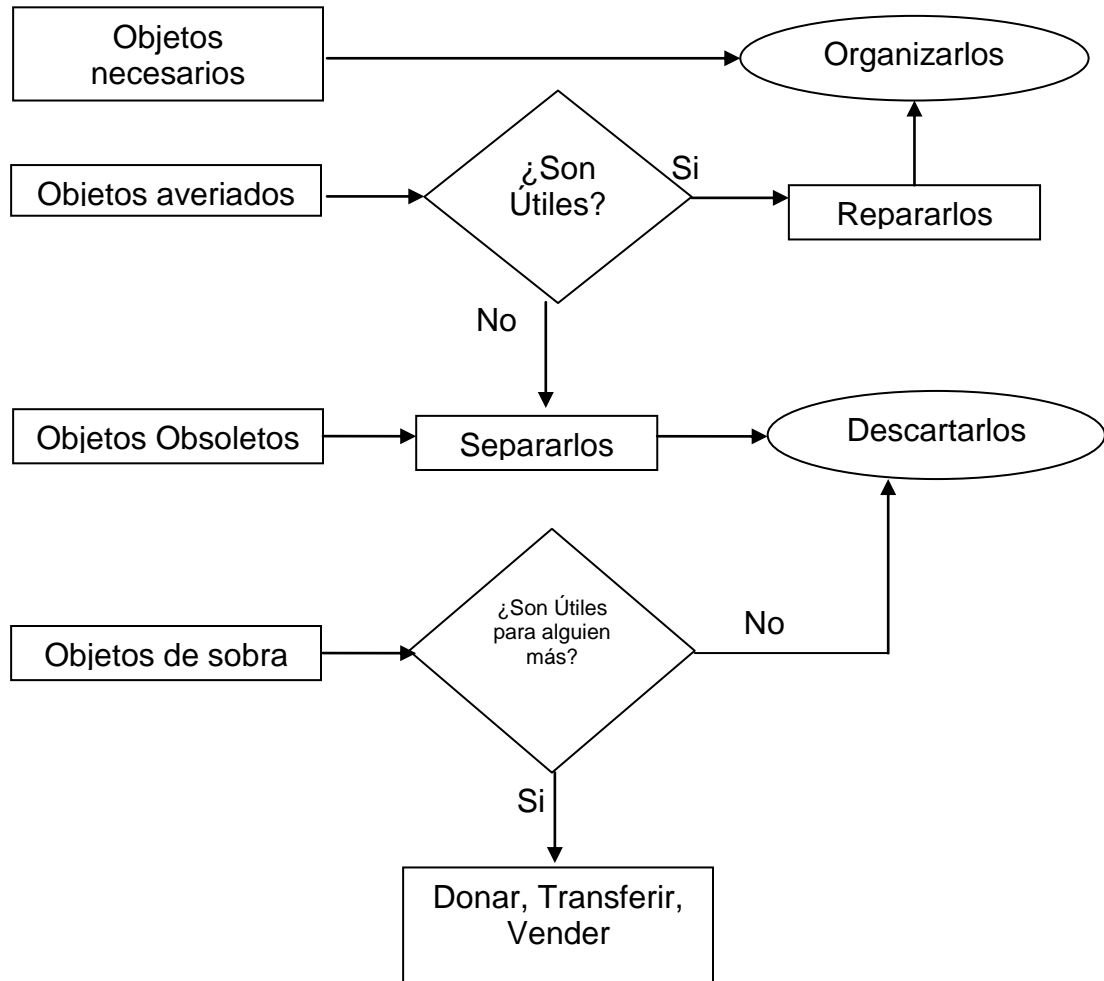 Objetos
necesarios
Organizarlos
¿Son
Útiles?
Si
Objetos averiados
Repararlos
No
Objetos Obsoletos
Separarlos
Descartarlos
¿Son Útiles
para alguien
más?
No
Objetos de sobra
Si
Donar, Transferir,
Vender